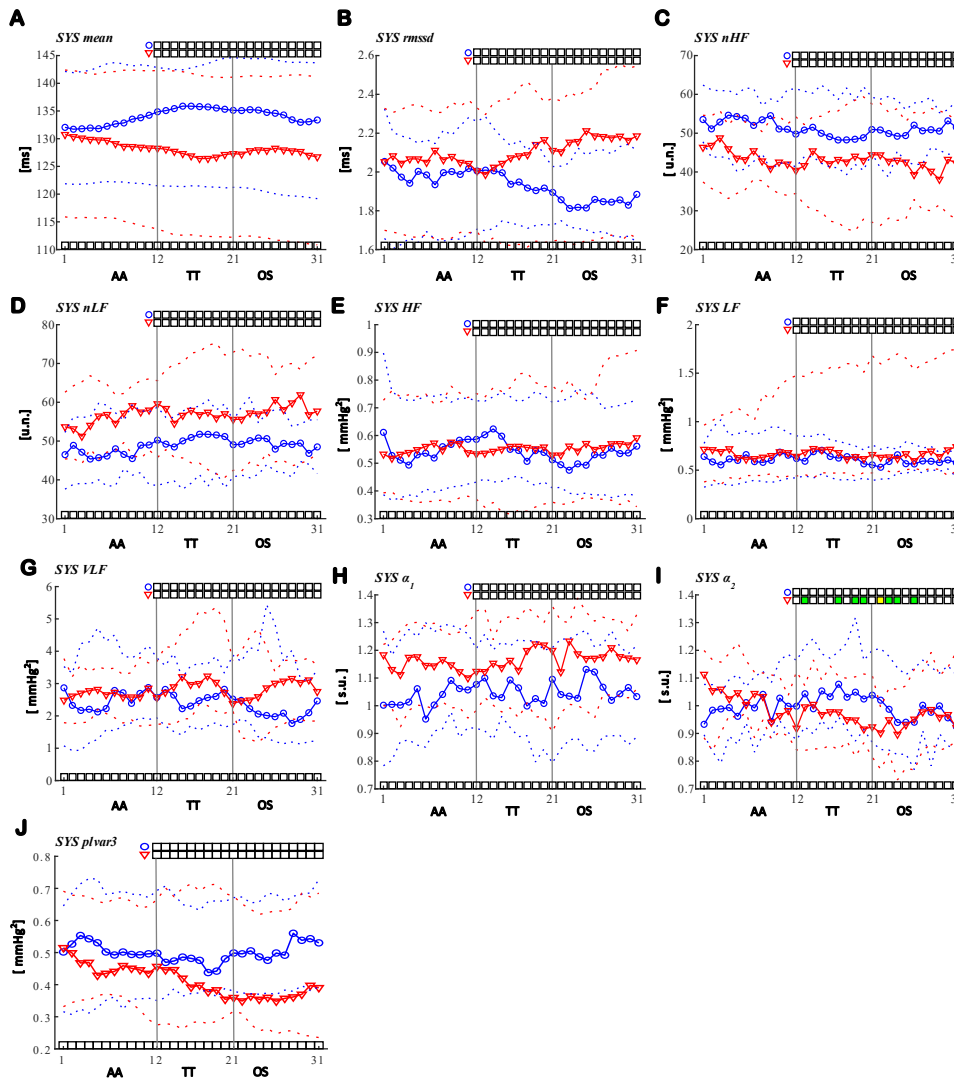 A
SYS mean
145
140
135
130
125
120
115
110
[ms]
1
12
21
31
AA
TT
OS
B
SYS rmssd
2.6
2.4
2.2
2
1.8
1.6
[ms]
1
12
21
31
AA
TT
OS
C
SYS nHF
70
60
50
40
30
20
[u.n.]
1
12
21
31
AA
TT
OS
D
SYS nLF
80
70
60
50
40
30
[u.n.]
1
12
21
31
AA
TT
OS
E
SYS HF
1
0.9
0.8
0.7
0.6
0.5
0.4
0.3
[ mmHg²]
1
12
21
31
AA
TT
OS
F
SYS LF
2
1.5
1
0.5
0
[ mmHg²]
1
12
21
31
AA
TT
OS
G
SYS VLF
6
5
4
3
2
1
0
[ mmHg²]
1
12
21
31
AA
TT
OS
H
SYS α₁
1.4
1.3
1.2
1.1
1
0.9
0.8
0.7
[ s.u.]
1
12
21
31
AA
TT
OS
I
SYS α₂
1.4
1.3
1.2
1.1
1
0.9
0.8
0.7
[ s.u.]
1
12
21
31
AA
TT
OS
J
SYS plvar3
0.8
0.7
0.6
0.5
0.4
0.3
0.2
[ mmHg²]
1
12
21
31
AA
TT
OS